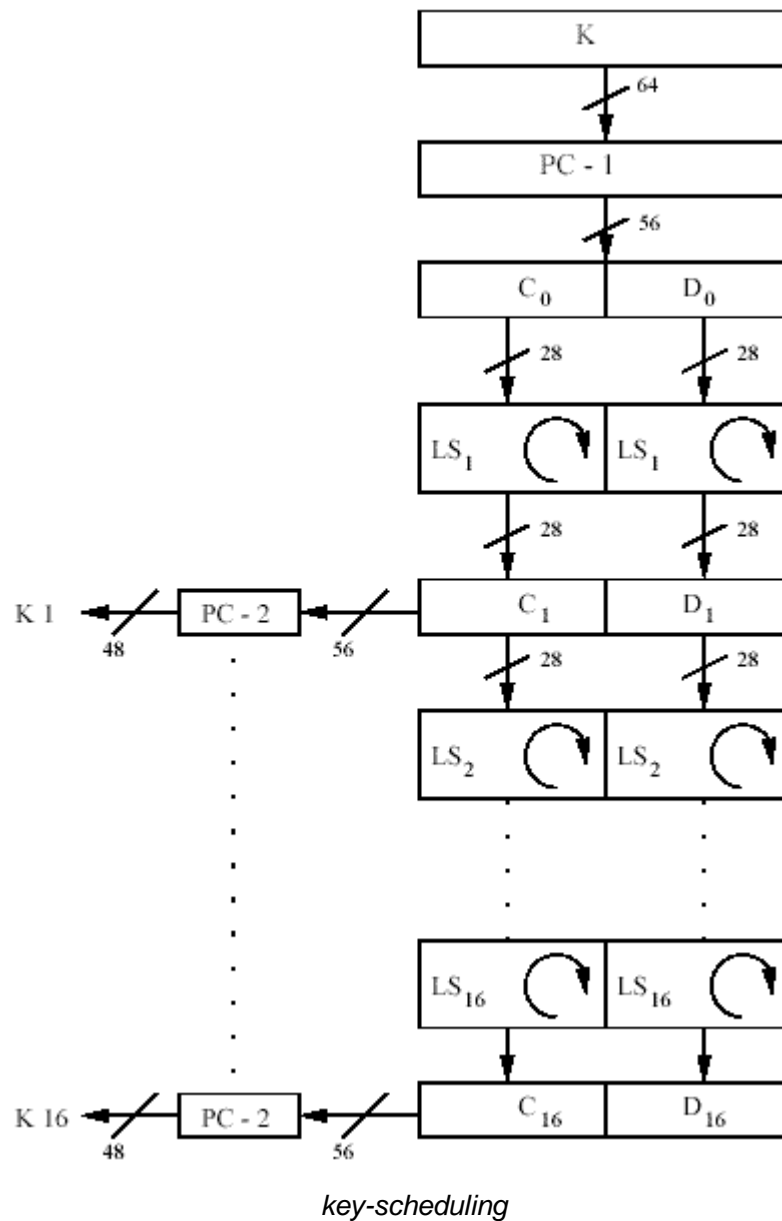 K
64
PC - 1
56
C0 D0
28 28
LS1 LS1
28 28
K 1 PC - 2 C1 D1
48 56
28 28
LS2 LS2
LS16 LS16
K 16 PC - 2 C16 D16
48 56
key-scheduling